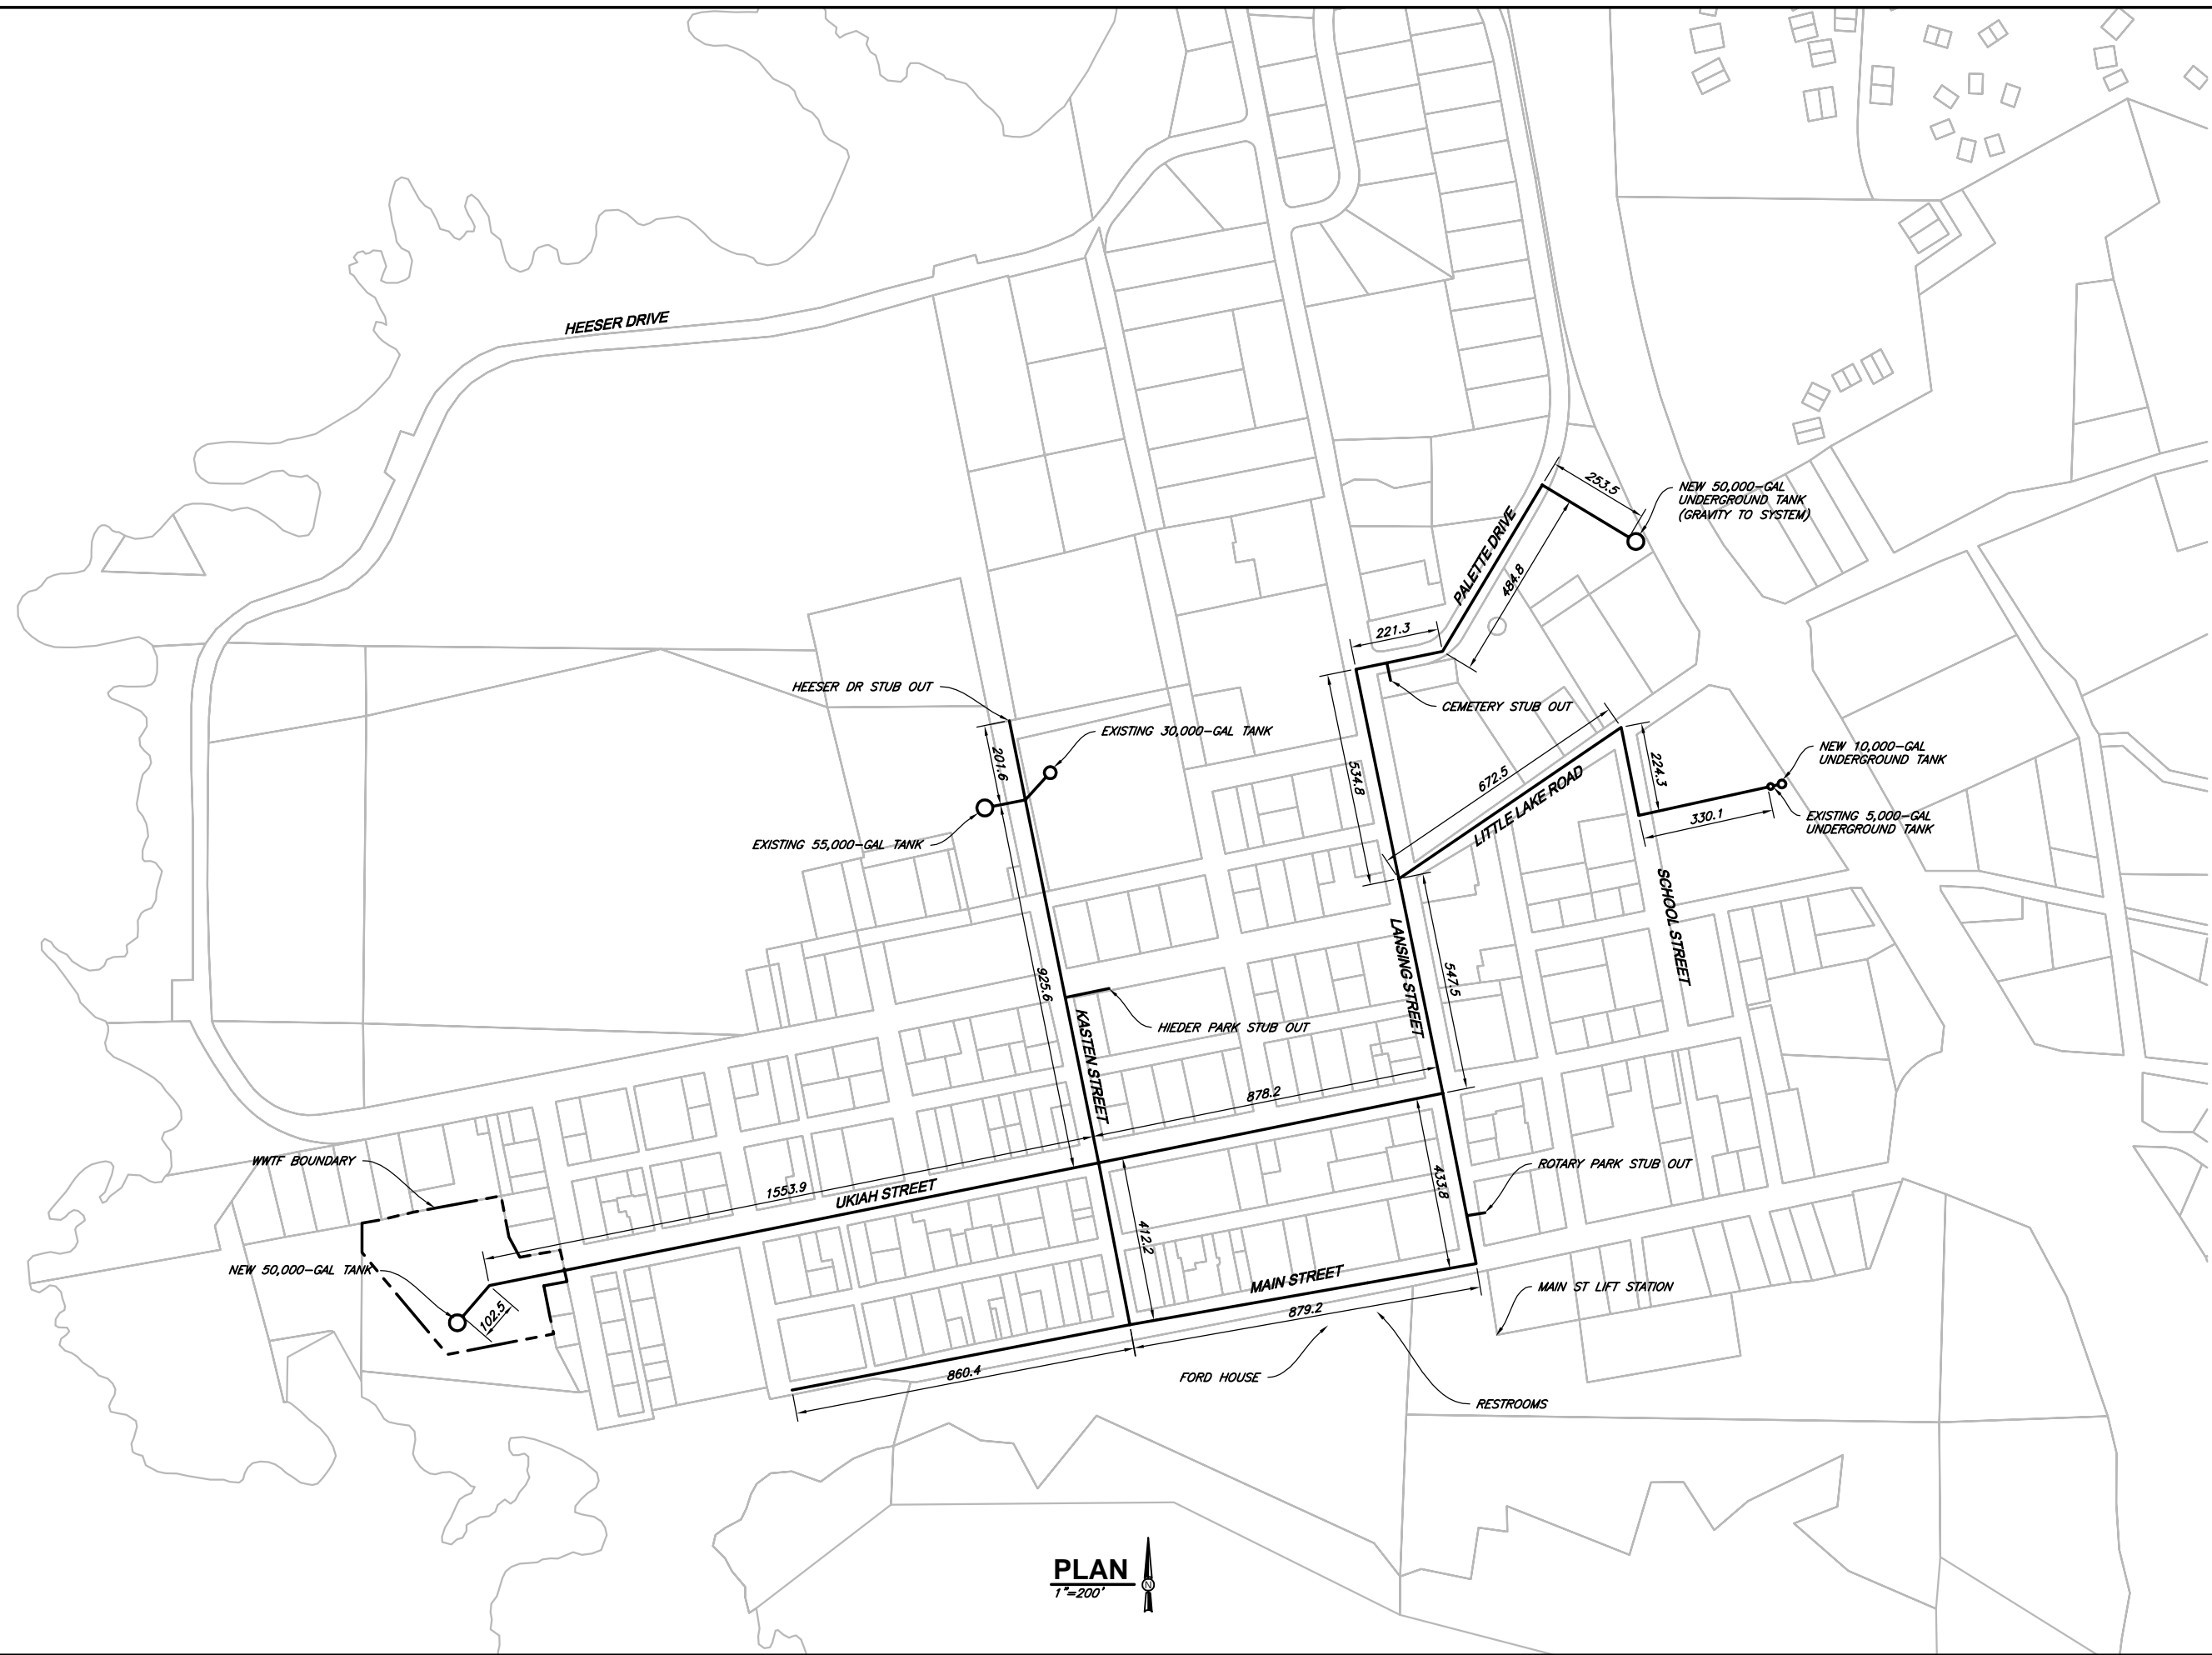 HEESER DRIVE
253.5
NEW 50,000-GAL
UNDERGROUND TANK
(GRAVITY TO SYSTEM)
PALETTE DRIVE
484.8
221.3
HEESER DR STUB OUT
CEMETERY STUB OUT
EXISTING 30,000-GAL TANK
201.6
534.8
672.5
LITTLE LAKE ROAD
224.3
NEW 10,000-GAL
UNDERGROUND TANK
330.1
EXISTING 5,000-GAL
UNDERGROUND TANK
EXISTING 55,000-GAL TANK
SCHOOL STREET
LANSING STREET
547.5
925.6
HIEDER PARK STUB OUT
KASTEN STREET
878.2
WWTF BOUNDARY
1553.9
UKIAH STREET
433.8
ROTARY PARK STUB OUT
412.2
NEW 50,000-GAL TANK
102.5
MAIN STREET
879.2
MAIN ST LIFT STATION
860.4
FORD HOUSE
RESTROOMS
PLAN
1"=200'
N